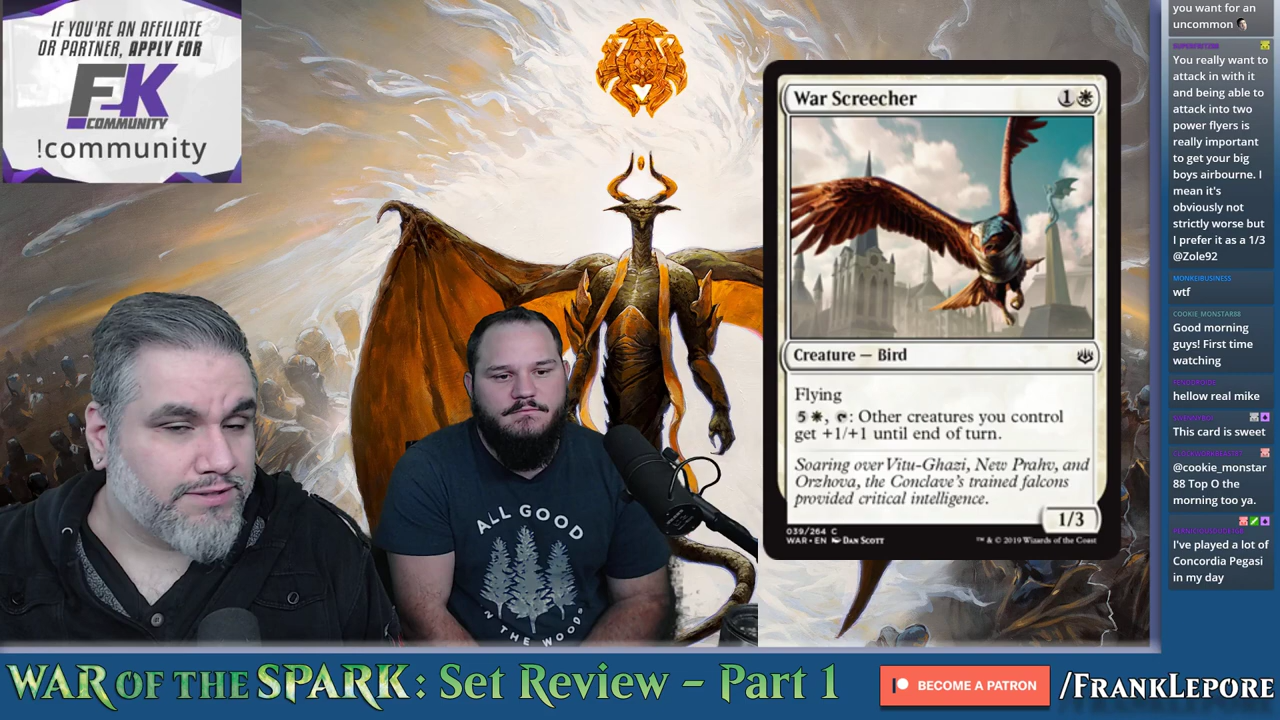 IF YOU'RE AN AFFILIATE
OR PARTNER, APPLY FOR
FK
COMMUNITY
!community
War Screecher
1
Creature — Bird
Flying
5 , : Other creatures you control
get +1/+1 until end of turn.
Soaring over Vitu-Ghazi, New Prahv, and
Orzhova, the Conclave's trained falcons
provided critical intelligence.
1/3
039/264 C
WAR • EN DAN SCOTT
™ & © 2019 Wizards of the Coast
ALL GOOD
N THE WOODS
you want for an
uncommon
You really want to
attack in with it
and being able to
attack into two
power flyers is
really important
to get your big
boys airbourne. I
mean it's
obviously not
strictly worse but
I prefer it as a 1/3
@Zole92
MONKEIBUSINESS
wtf
COOKIE_MONSTAR88
Good morning
guys! First time
watching
hellow real mike
This card is sweet
@cookie_monstar
88 Top O the
morning too ya.
I've played a lot of
Concordia Pegasi
in my day
WAR OF THE SPARK: Set Review - Part 1
BECOME A PATRON
/FRANKLEPORE